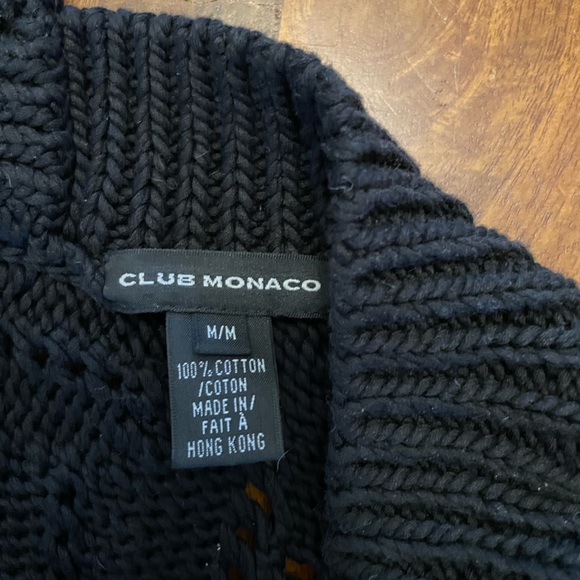 CLUB MONACO
M/M
100% COTTON
/COTON
MADE IN/
FAIT À
HONG KONG